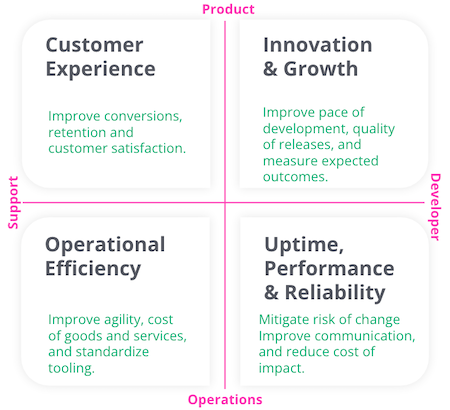 Product
Customer
Experience
Improve conversions,
retention and
customer satisfaction.
Innovation
& Growth
Improve pace of
development, quality
of releases, and
measure expected
outcomes.
Support
Developer
Operational
Efficiency
Improve agility, cost
of goods and services,
and standardize
tooling.
Uptime,
Performance
& Reliability
Mitigate risk of change
Improve communication,
and reduce cost of
impact.
Operations